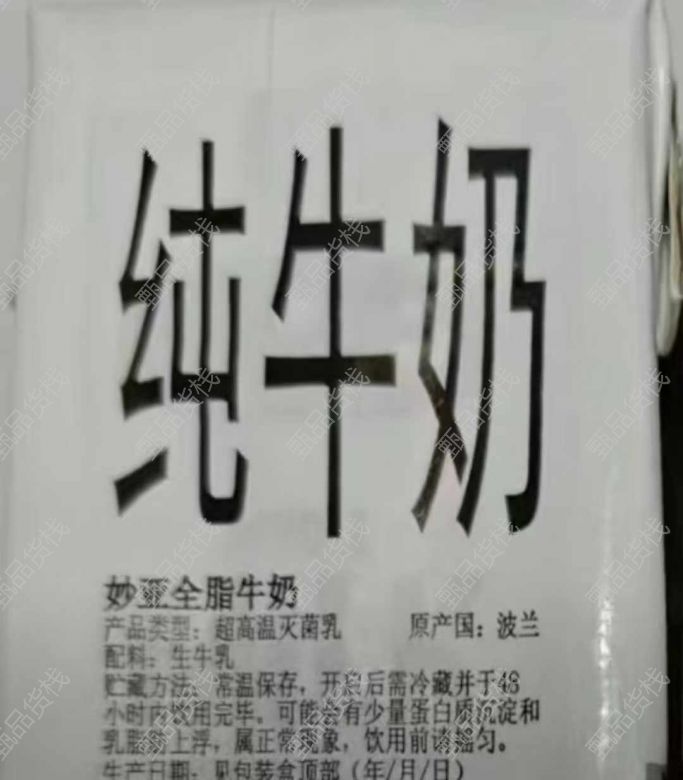 纯牛奶
妙亚全脂牛奶
产品类型：超高温灭菌乳 原产国：波兰
配料：生牛乳
贮藏方法：常温保存，开启后需冷藏并于48
小时内饮用完毕。可能会有少量蛋白质沉淀和
乳脂肪上浮，属正常现象，饮用前请摇匀。
生产日期：见包装盒顶部（年/月/日）
甄品货栈